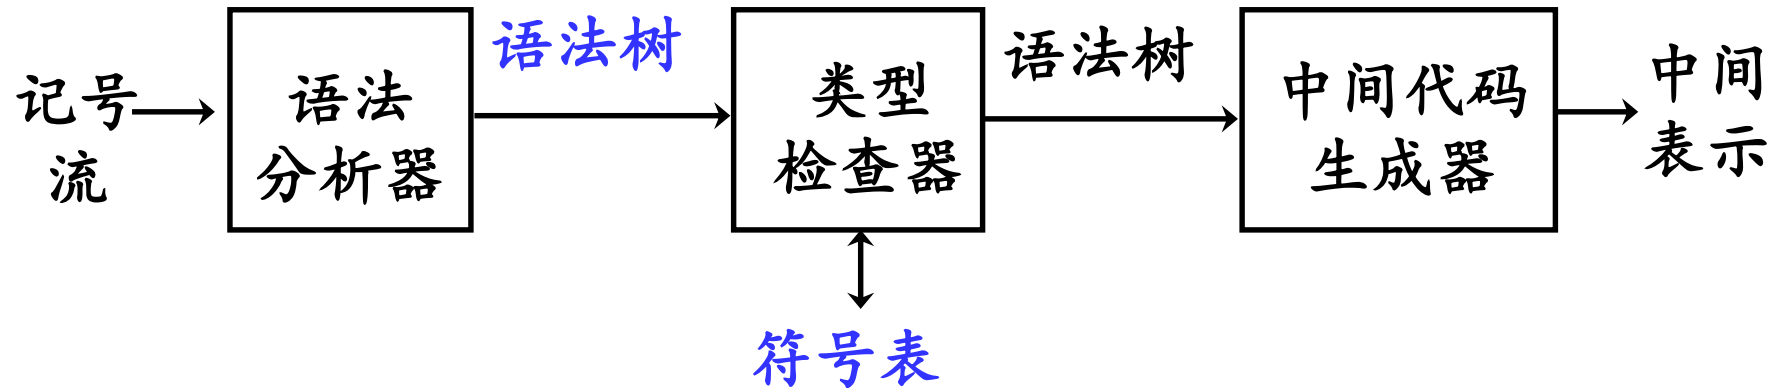 记号
流
语法
分析器
语法树
类型
检查器
语法树
中间代码
生成器
中间
表示
符号表